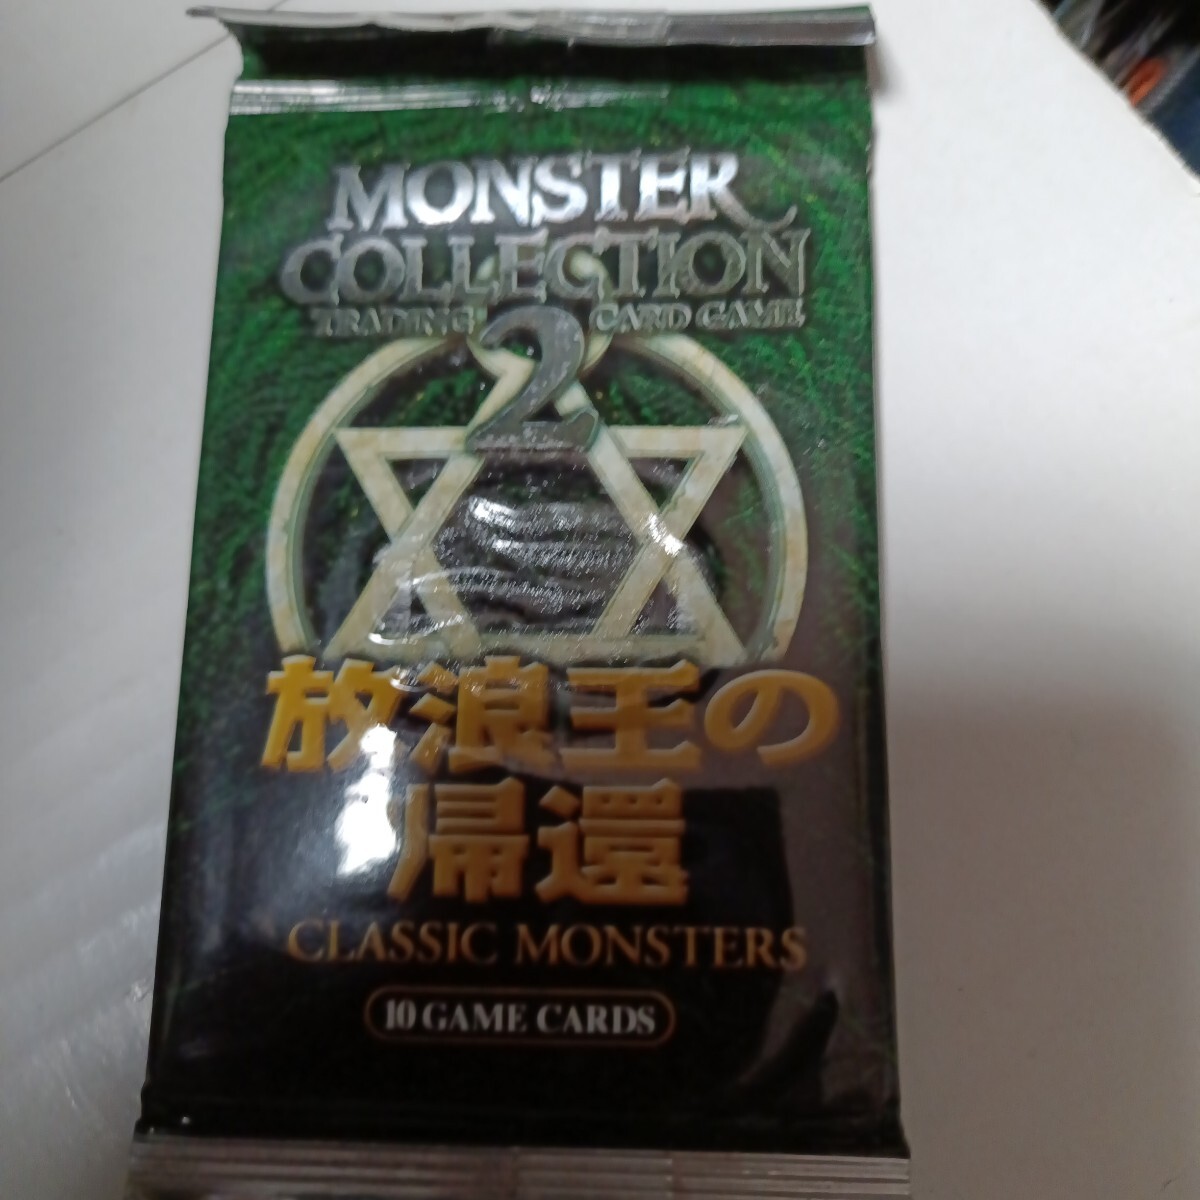 MONSTER
COLLECTION
TRADING CARD GAME
2
放浪王の
帰還
CLASSIC MONSTERS
10 GAME CARDS